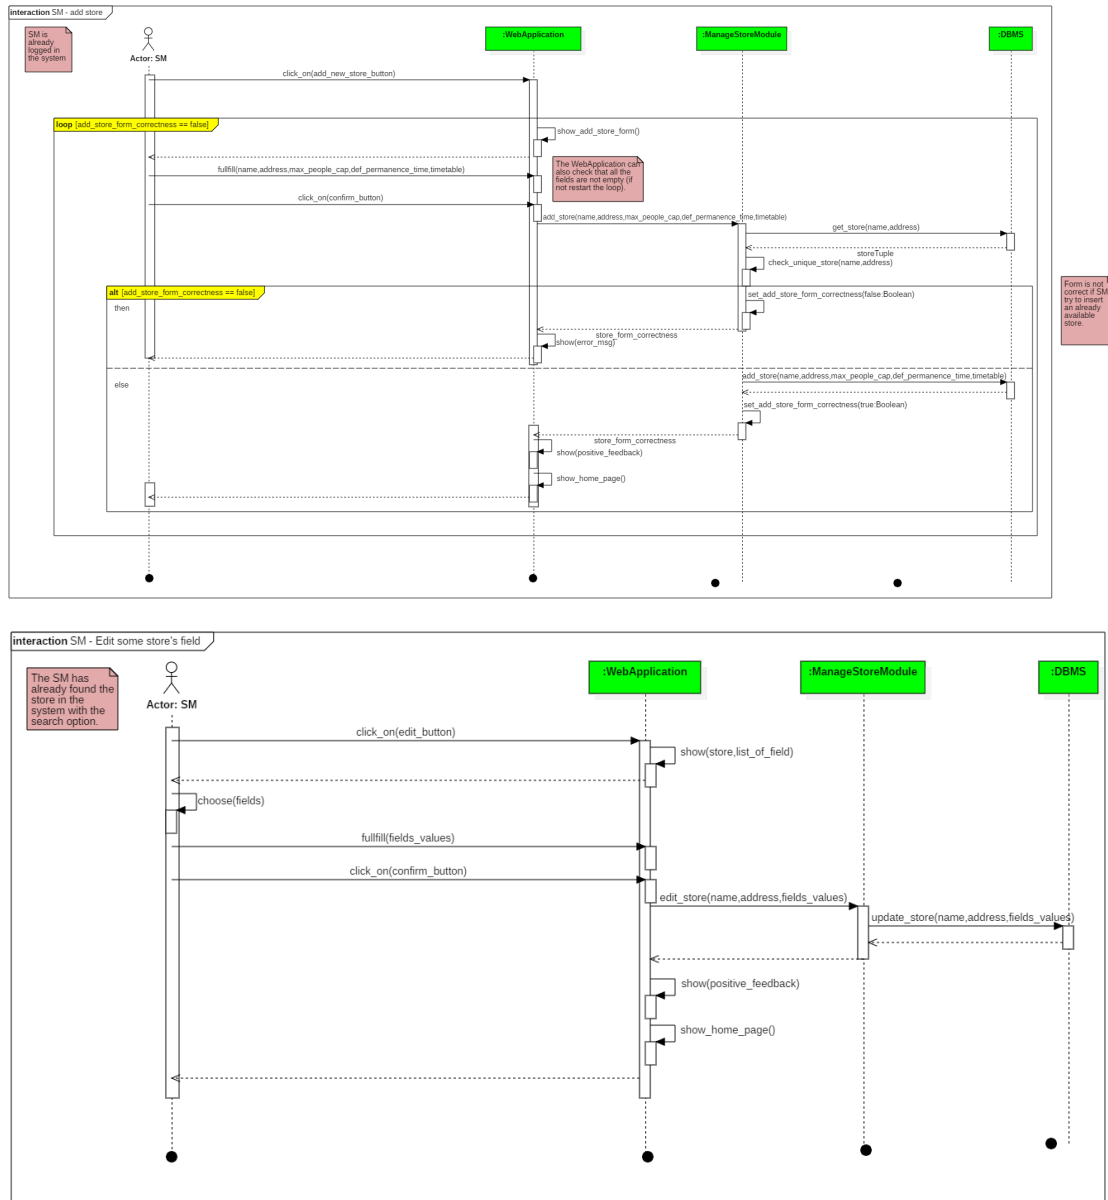 interaction SM - add store
SM is
already
logged in
the system
Actor: SM
:WebApplication
:ManageStoreModule
:DBMS
click_on(add_new_store_button)
loop [add_store_form_correctness == false]
show_add_store_form()
The WebApplication can
also check that all the
fields are not empty (if
not restart the loop).
fullfill(name,address,max_people_cap,def_permanence_time,timetable)
click_on(confirm_button)
add_store(name,address,max_people_cap,def_permanence_time,timetable)
get_store(name,address)
storeTuple
check_unique_store(name,address)
Form is not
correct if SM
try to insert
an already
available
store.
alt [add_store_form_correctness == false]
then
set_add_store_form_correctness(false:Boolean)
store_form_correctness
show(error_msg)
else
add_store(name,address,max_people_cap,def_permanence_time,timetable)
set_add_store_form_correctness(true:Boolean)
store_form_correctness
show(positive_feedback)
show_home_page()
interaction SM - Edit some store's field
The SM has
already found the
store in the
system with the
search option.
Actor: SM
:WebApplication
:ManageStoreModule
:DBMS
click_on(edit_button)
show(store,list_of_field)
choose(fields)
fullfill(fields_values)
click_on(confirm_button)
edit_store(name,address,fields_values)
update_store(name,address,fields_values)
show(positive_feedback)
show_home_page()